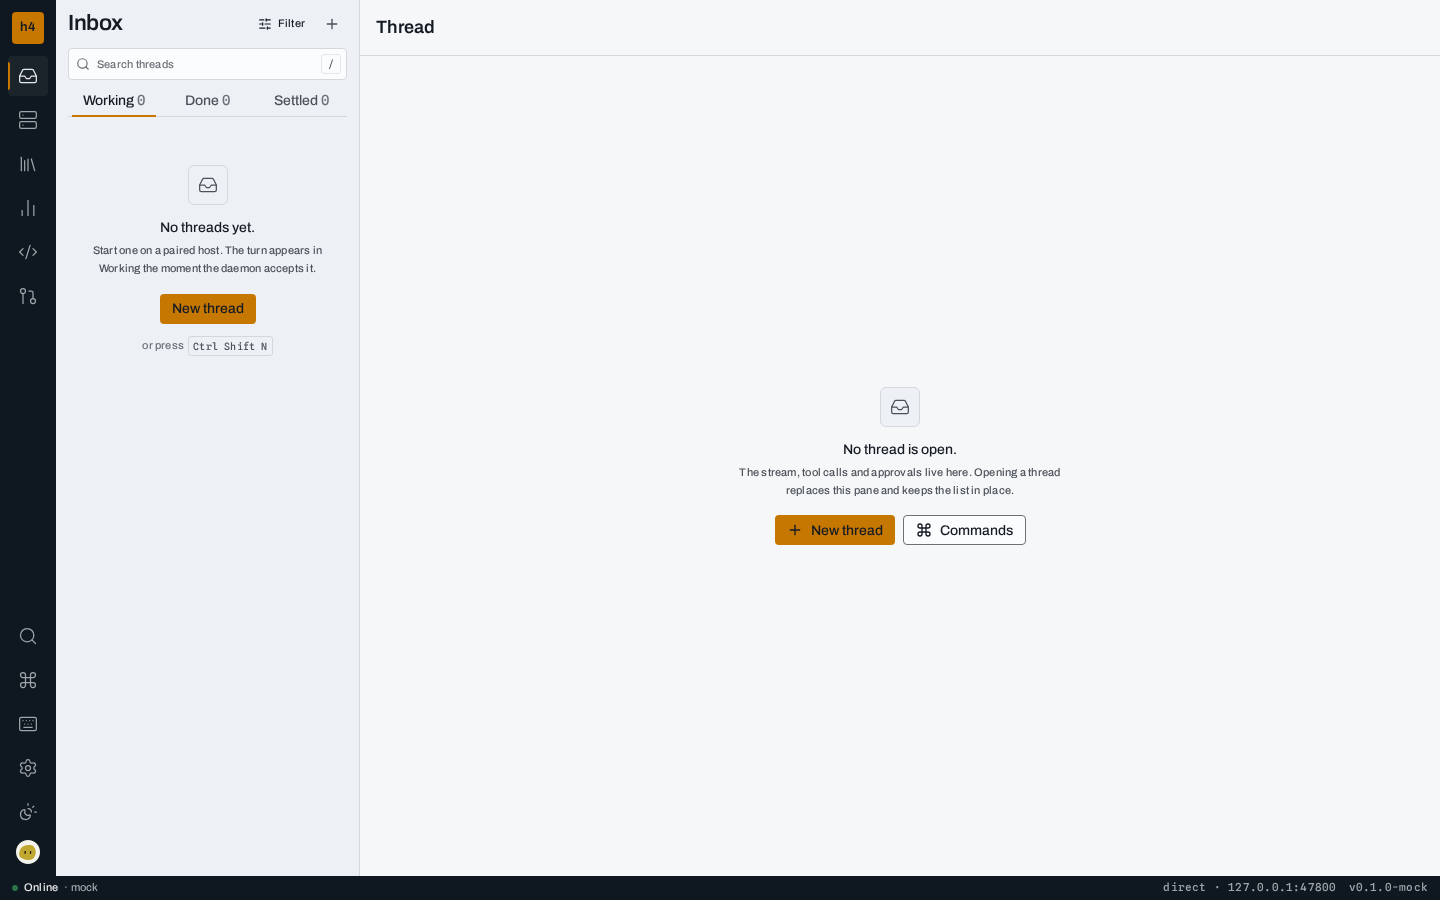 h4
Inbox
Filter
Search threads
/
Working 0
Done 0
Settled 0
No threads yet.
Start one on a paired host. The turn appears in
Working the moment the daemon accepts it.
New thread
or press Ctrl Shift N
Thread
No thread is open.
The stream, tool calls and approvals live here. Opening a thread
replaces this pane and keeps the list in place.
New thread
Commands
Online · mock
direct · 127.0.0.1:47800 v0.1.0-mock